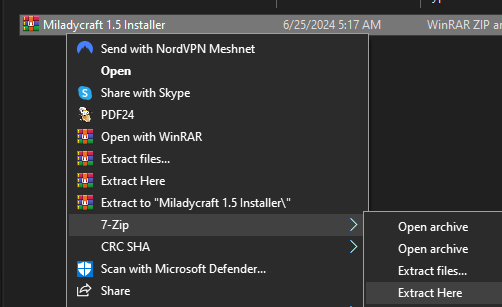 Miladycraft 1.5 Installer
6/25/2024 5:17 AM
WinRAR ZIP ar
Send with NordVPN Meshnet
Open
Share with Skype
PDF24
Open with WinRAR
Extract files...
Extract Here
Extract to "Miladycraft 1.5 Installer\"
7-Zip
CRC SHA
Scan with Microsoft Defender...
Share
Open archive
Open archive
Extract files...
Extract Here